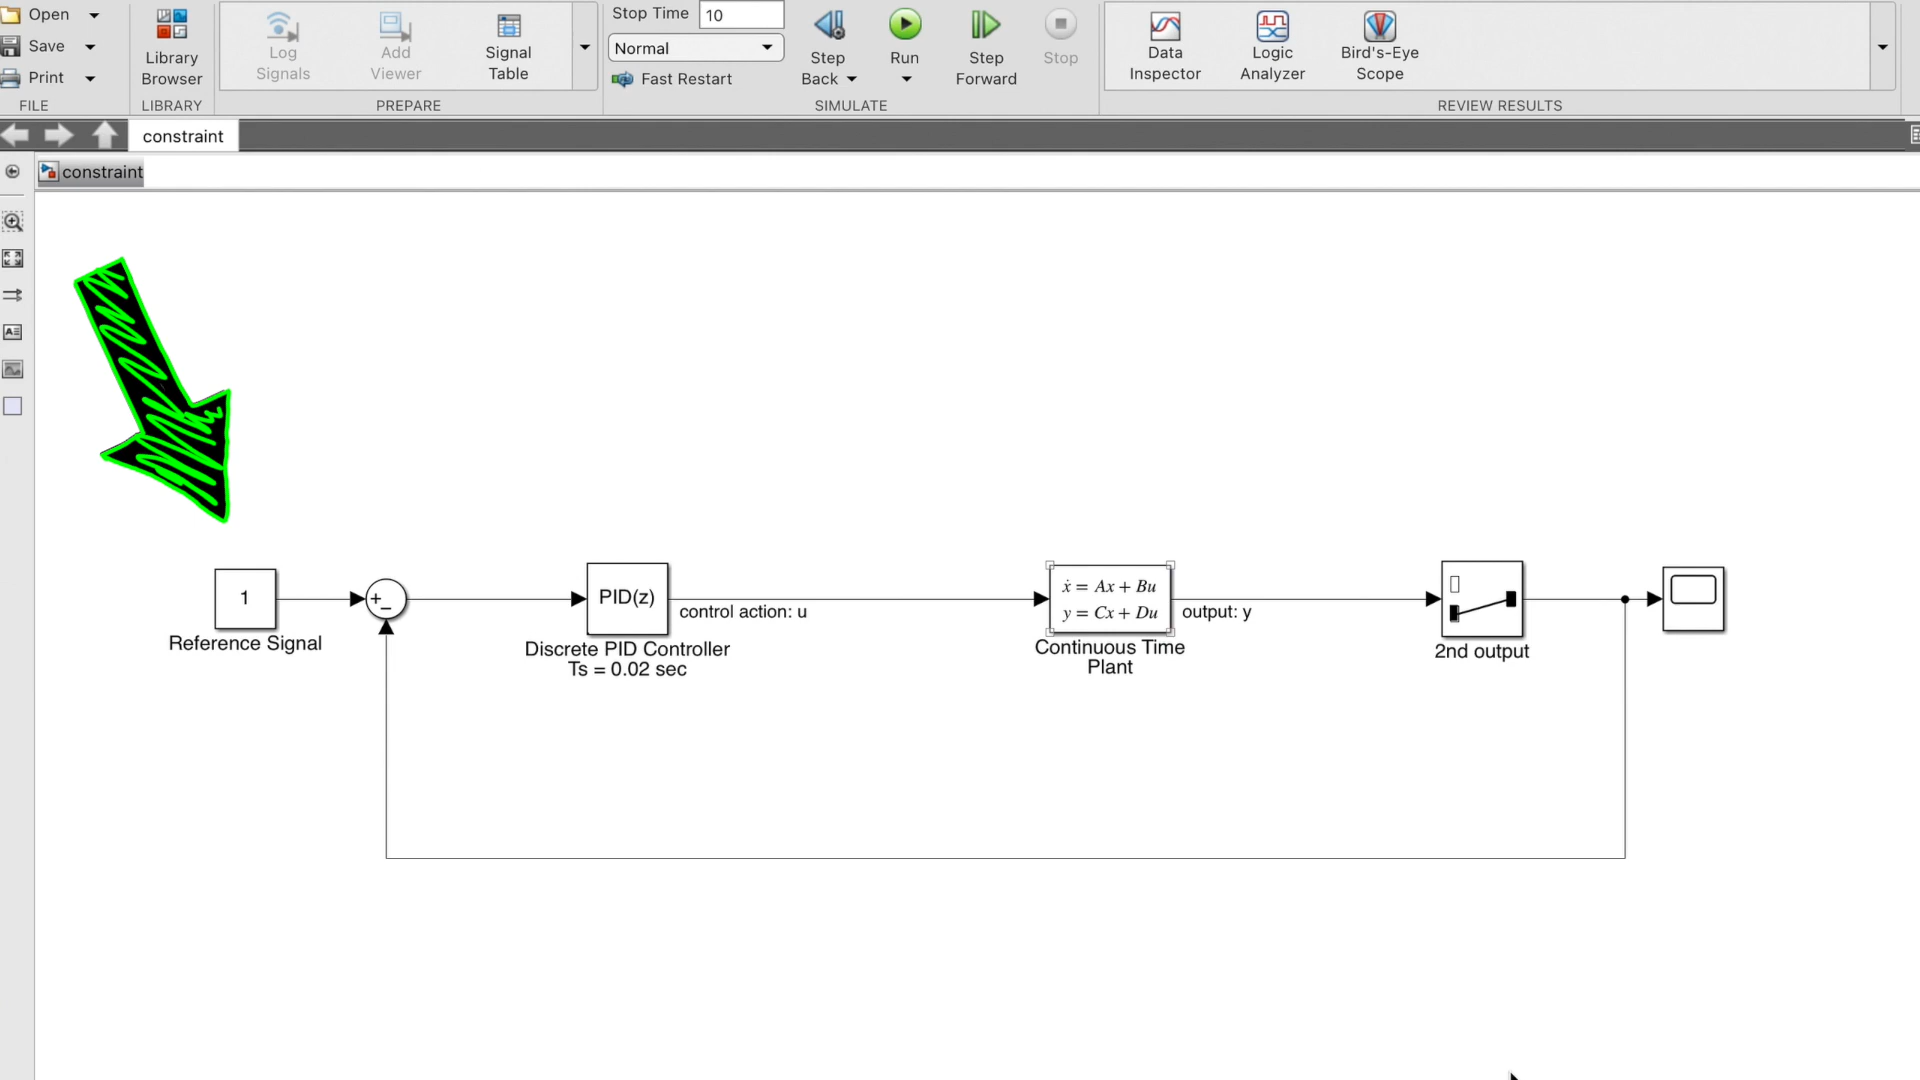 Open
Save
Print
FILE
Library
Browser
LIBRARY
Log
Signals
Add
Viewer
Signal
Table
PREPARE
Stop Time 10
Normal
Fast Restart
Step
Back
Run
Step
Forward
Stop
SIMULATE
Data
Inspector
Logic
Analyzer
Bird's-Eye
Scope
REVIEW RESULTS
constraint
constraint
1
Reference Signal
+
−
PID(z)
Discrete PID Controller
Ts = 0.02 sec
control action: u
ẋ = Ax + Bu
y = Cx + Du
Continuous Time
Plant
output: y
2nd output